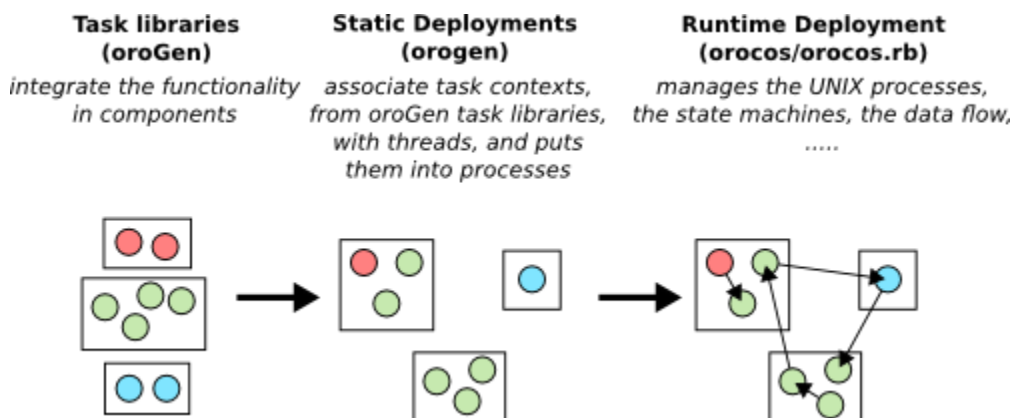 Task libraries
(oroGen)
integrate the functionality
in components
Static Deployments
(orogen)
associate task contexts,
from oroGen task libraries,
with threads, and puts
them into processes
Runtime Deployment
(orocos/orocos.rb)
manages the UNIX processes,
the state machines, the data flow,
.....